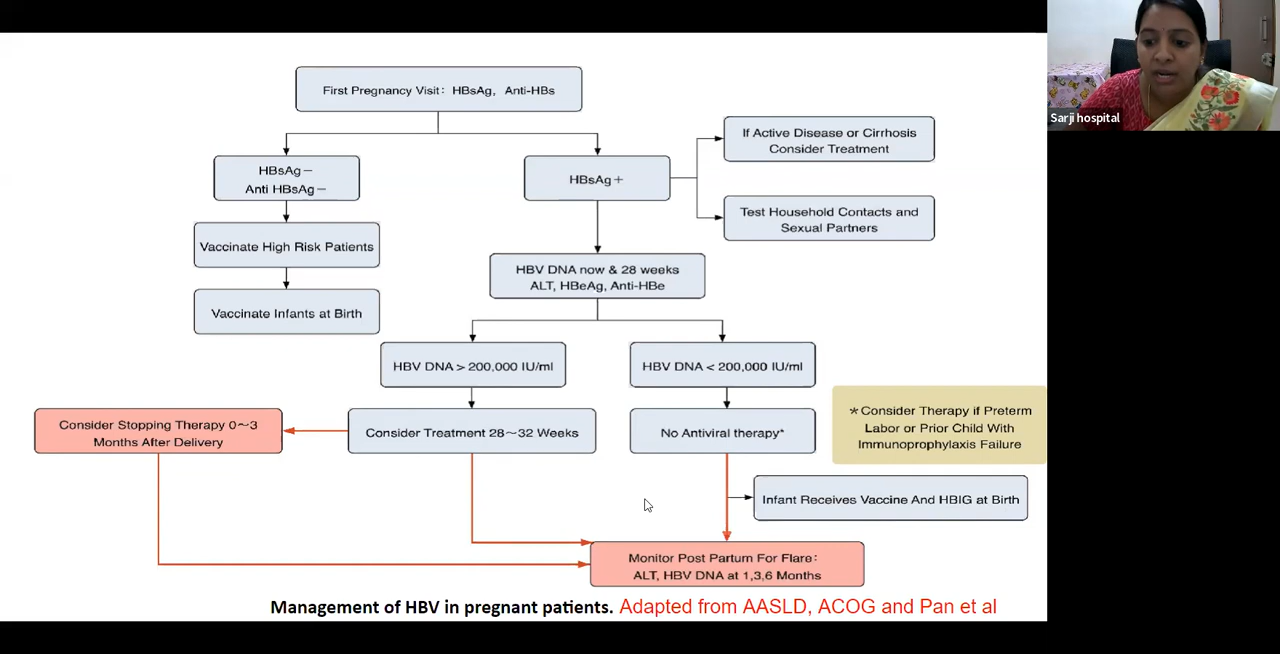 First Pregnancy Visit: HBsAg, Anti-HBs
Sarji hospital
If Active Disease or Cirrhosis
Consider Treatment
HBsAg−
Anti HBsAg−
HBsAg+
Test Household Contacts and
Sexual Partners
Vaccinate High Risk Patients
HBV DNA now & 28 weeks
ALT, HBeAg, Anti-HBe
Vaccinate Infants at Birth
HBV DNA > 200,000 IU/ml
HBV DNA < 200,000 IU/ml
Consider Stopping Therapy 0~3
Months After Delivery
Consider Treatment 28~32 Weeks
No Antiviral therapy*
*Consider Therapy if Preterm
Labor or Prior Child With
Immunoprophylaxis Failure
Infant Receives Vaccine And HBIG at Birth
Monitor Post Partum For Flare:
ALT, HBV DNA at 1,3,6 Months
Management of HBV in pregnant patients. Adapted from AASLD, ACOG and Pan et al